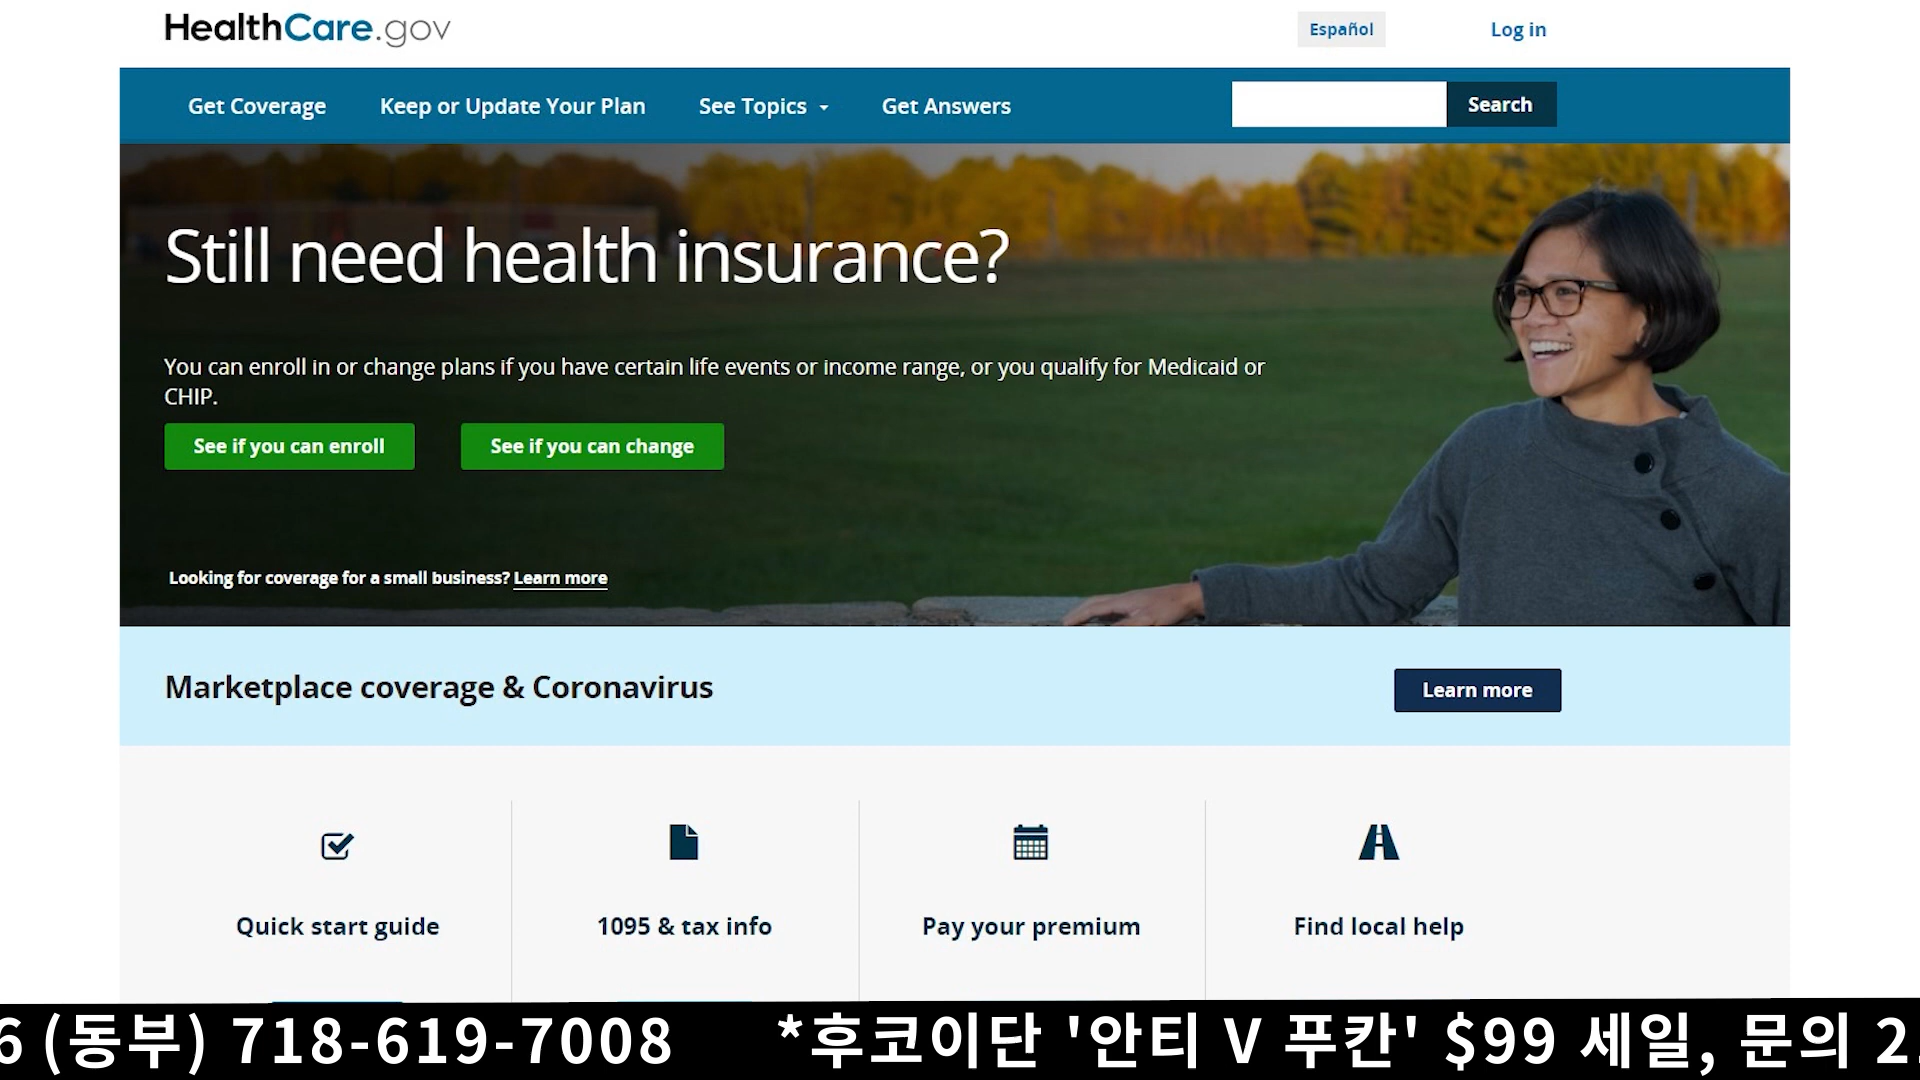 HealthCare.gov
Español
Log in
Get Coverage
Keep or Update Your Plan
See Topics
Get Answers
Search
Still need health insurance?
You can enroll in or change plans if you have certain life events or income range, or you qualify for Medicaid or
CHIP.
See if you can enroll
See if you can change
Looking for coverage for a small business? Learn more
Marketplace coverage & Coronavirus
Learn more
Quick start guide
1095 & tax info
Pay your premium
Find local help
6 (동부) 718-619-7008 *후코이단 '안티 V 푸칸' $99 세일, 문의 2